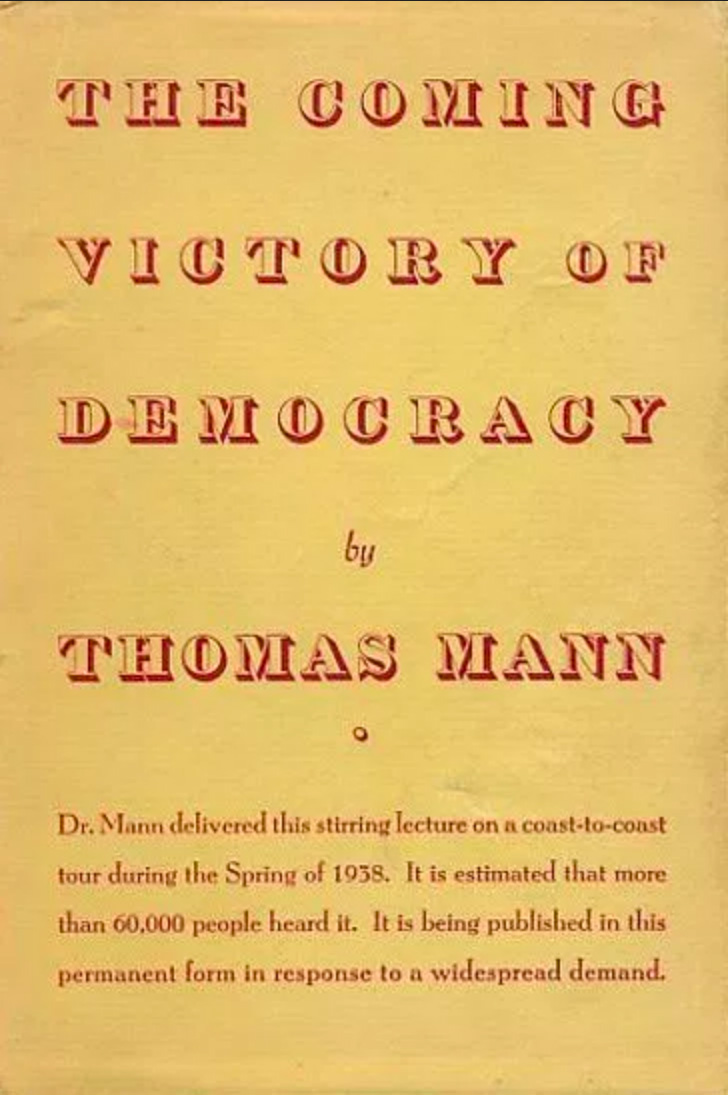 THE COMING
VICTORY OF
DEMOCRACY
by
THOMAS MANN
Dr. Mann delivered this stirring lecture on a coast-to-coast
tour during the Spring of 1938. It is estimated that more
than 60,000 people heard it. It is being published in this
permanent form in response to a widespread demand.